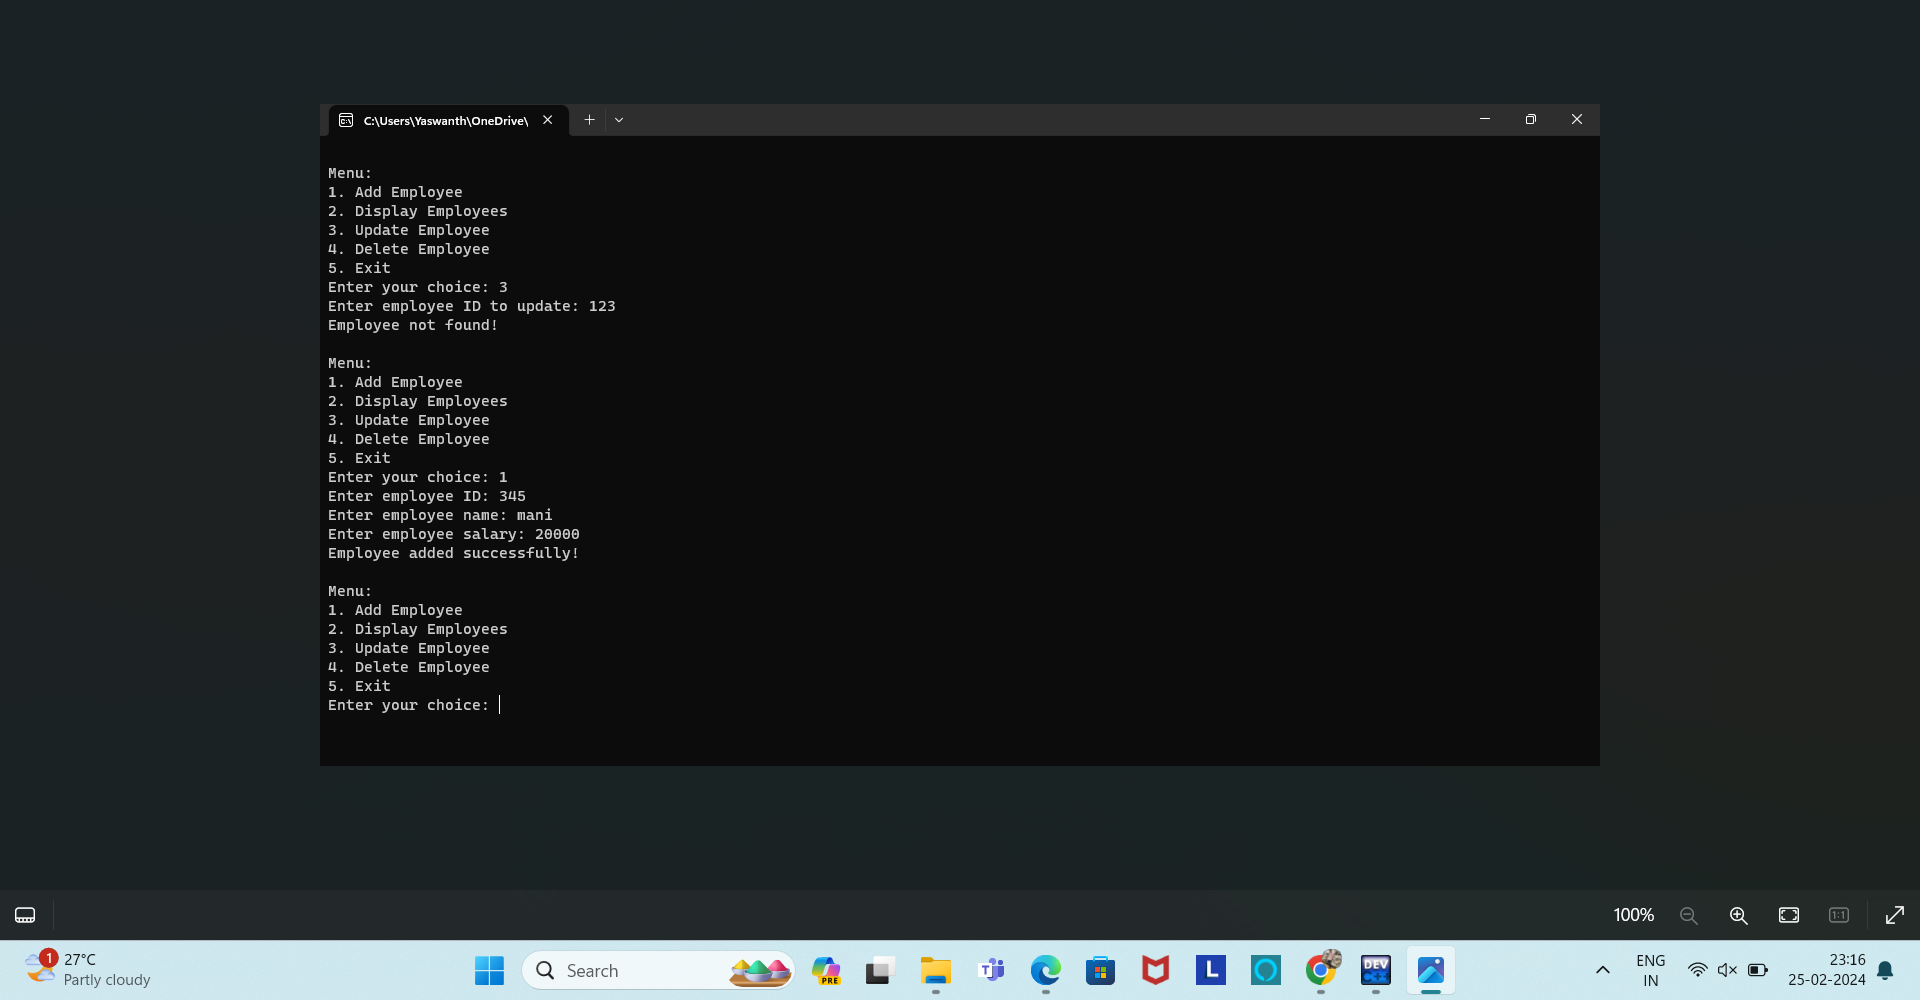 C:\Users\Yaswanth\OneDrive\
Menu:
1. Add Employee
2. Display Employees
3. Update Employee
4. Delete Employee
5. Exit
Enter your choice: 3
Enter employee ID to update: 123
Employee not found!
Menu:
1. Add Employee
2. Display Employees
3. Update Employee
4. Delete Employee
5. Exit
Enter your choice: 1
Enter employee ID: 345
Enter employee name: mani
Enter employee salary: 20000
Employee added successfully!
Menu:
1. Add Employee
2. Display Employees
3. Update Employee
4. Delete Employee
5. Exit
Enter your choice:
100%
1:1
1
27°C
Partly cloudy
Search
PRE
T
L
DEV
C++
ENG
IN
23:16
25-02-2024